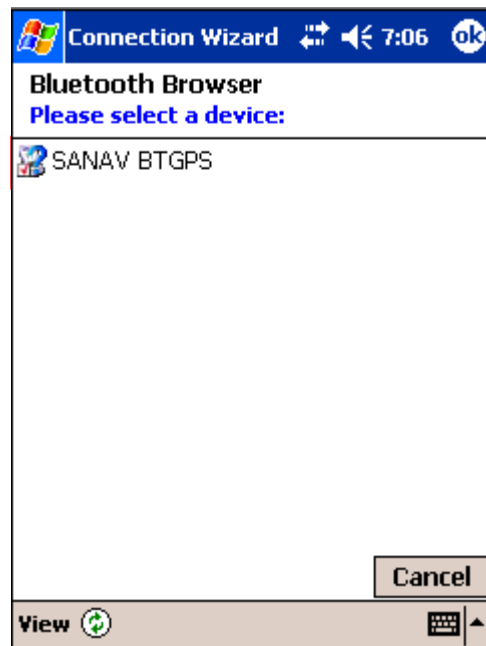 Connection Wizard 7:06 ok
Bluetooth Browser
Please select a device:
SANAV BTGPS
Cancel
View